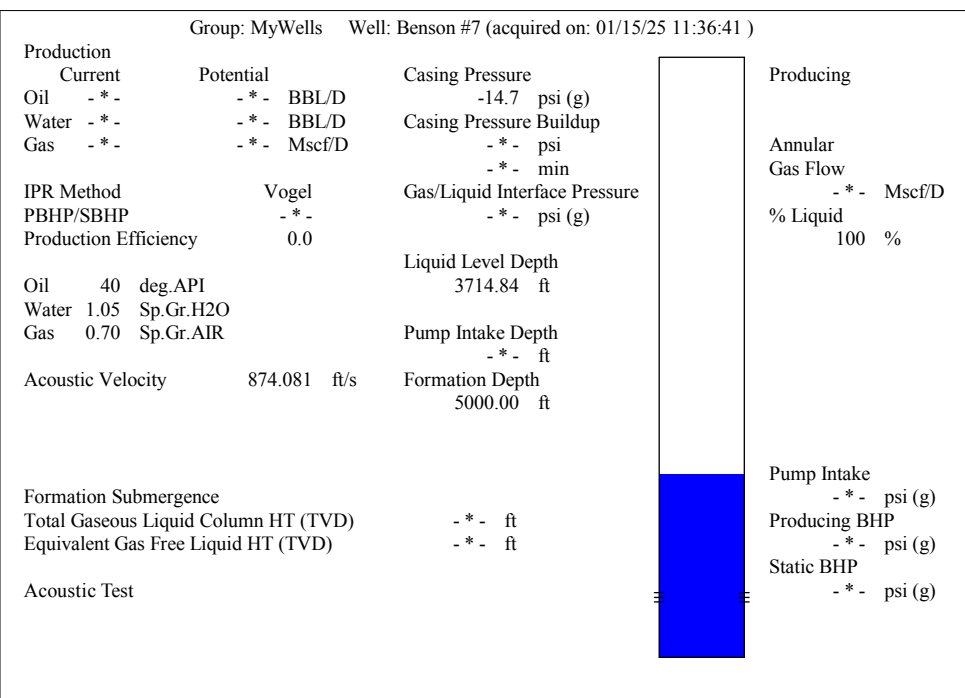 Group: MyWells Well: Benson #7 (acquired on: 01/15/25 11:36:41 )
Production
Current Potential
Oil - * - - * - BBL/D
Water - * - - * - BBL/D
Gas - * - - * - Mscf/D
IPR Method Vogel
PBHP/SBHP - * -
Production Efficiency 0.0
Oil 40 deg.API
Water 1.05 Sp.Gr.H2O
Gas 0.70 Sp.Gr.AIR
Acoustic Velocity 874.081 ft/s
Formation Submergence
Total Gaseous Liquid Column HT (TVD) - * - ft
Equivalent Gas Free Liquid HT (TVD) - * - ft
Acoustic Test
Casing Pressure
-14.7 psi (g)
Casing Pressure Buildup
- * - psi
- * - min
Gas/Liquid Interface Pressure
- * - psi (g)
Liquid Level Depth
3714.84 ft
Pump Intake Depth
- * - ft
Formation Depth
5000.00 ft
Producing
Annular
Gas Flow
- * - Mscf/D
% Liquid
100 %
Pump Intake
- * - psi (g)
Producing BHP
- * - psi (g)
Static BHP
- * - psi (g)